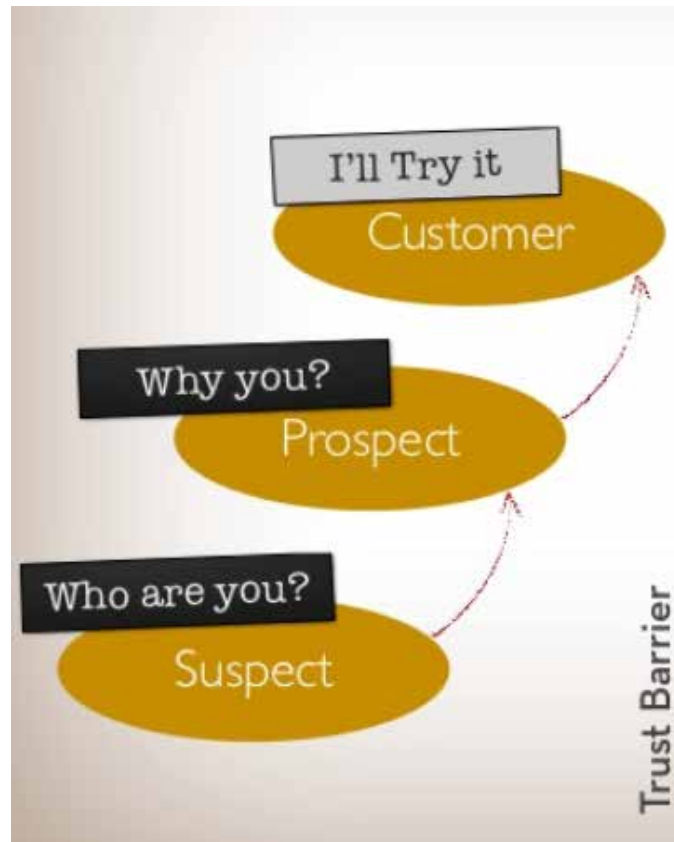 I'll Try it
Customer
Why you?
Prospect
Who are you?
Suspect
Trust Barrier